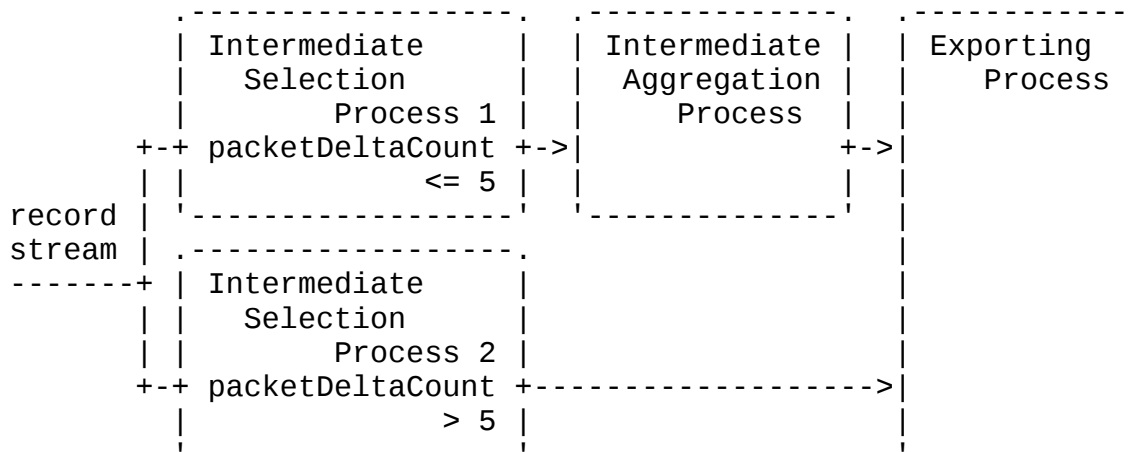 .------------------.  .--------------.  .------------
     | Intermediate     |  | Intermediate |  | Exporting
     |   Selection      |  |  Aggregation |  |    Process
     |        Process 1 |  |     Process  |  |
   +-+ packetDeltaCount +->|              +->|
   | |             <= 5 |  |              |  |
record | '------------------'  '--------------'  |
stream | .------------------.                    |
-------+ | Intermediate     |                    |
   | |   Selection      |                    |
   | |        Process 2 |                    |
   +-+ packetDeltaCount +------------------->|
     |              > 5 |                    |
     '                  '                    '